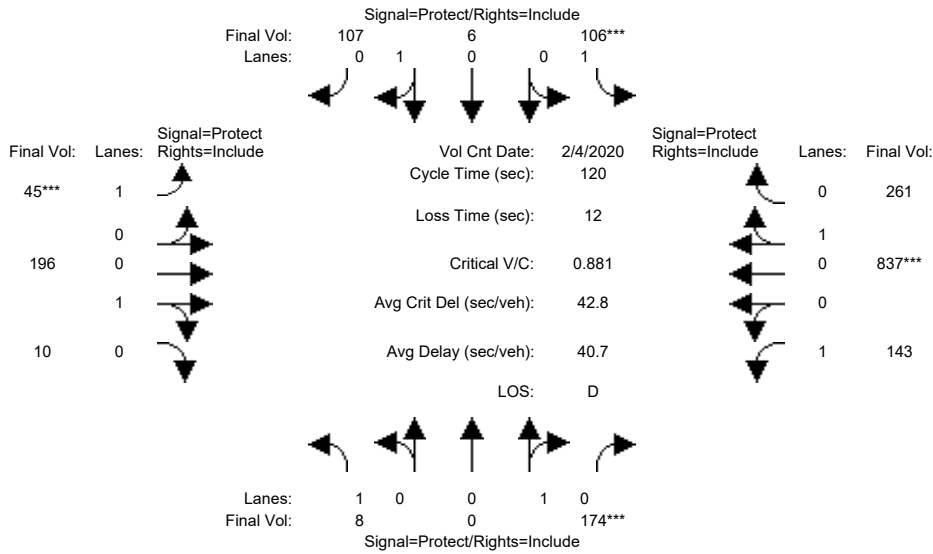 Signal=Protect/Rights=Include
Final Vol: 107 6 106***
Lanes: 0 1 0 0 1
Signal=Protect
Final Vol: Lanes: Rights=Include
Vol Cnt Date: 2/4/2020
Signal=Protect
Rights=Include Lanes: Final Vol:
Cycle Time (sec): 120
45*** 1
0 261
Loss Time (sec): 12
0
1
196 0
Critical V/C: 0.881
0 837***
1
Avg Crit Del (sec/veh): 42.8
0
10 0
Avg Delay (sec/veh): 40.7
1 143
LOS: D
Lanes: 1 0 0 1 0
Final Vol: 8 0 174***
Signal=Protect/Rights=Include